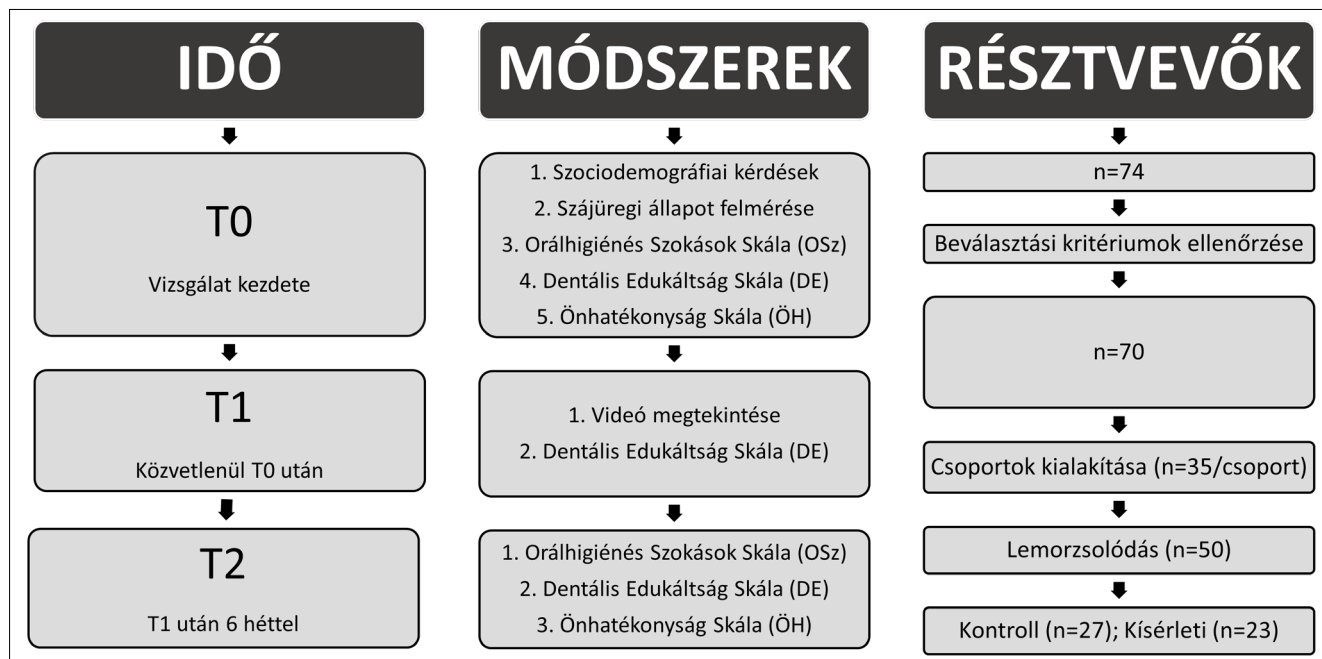 IDŐ
T0
Vizsgálat kezdete
T1
Közvetlenül T0 után
T2
T1 után 6 héttel
MÓDSZEREK
1. Szociodemográfiai kérdések
2. Szájüregi állapot felmérése
3. Orálhigiénés Szokások Skála (OSz)
4. Dentális Edukáltság Skála (DE)
5. Önhatékonyság Skála (ÖH)
1. Videó megtekintése
2. Dentális Edukáltság Skála (DE)
1. Orálhigiénés Szokások Skála (OSz)
2. Dentális Edukáltság Skála (DE)
3. Önhatékonyság Skála (ÖH)
RÉSZTVEVŐK
n=74
Beválasztási kritériumok ellenőrzése
n=70
Csoportok kialakítása (n=35/csoport)
Lemorzsolódás (n=50)
Kontroll (n=27); Kísérleti (n=23)